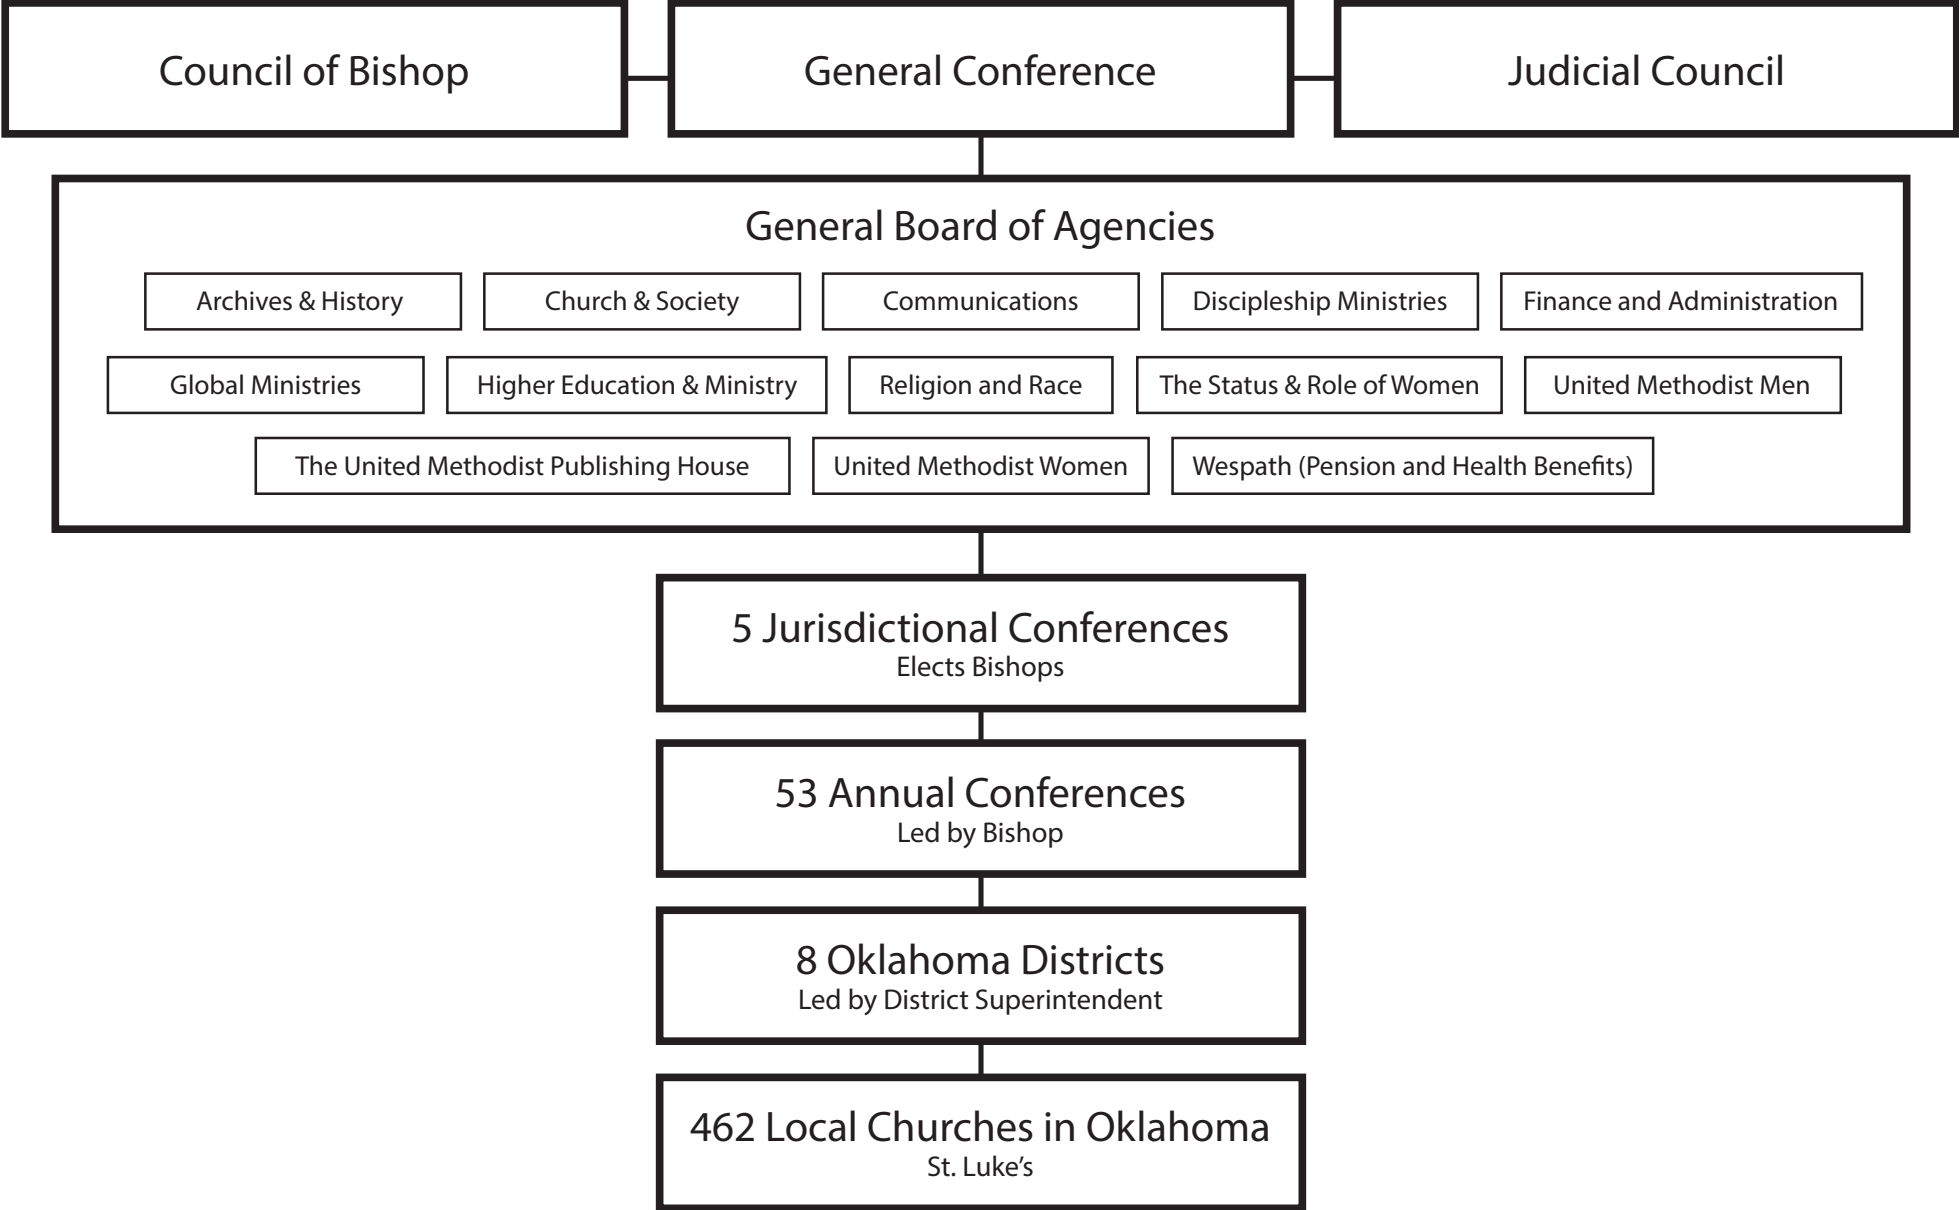 Council of Bishop
General Conference
Judicial Council
General Board of Agencies
Archives & History
Church & Society
Communications
Discipleship Ministries
Finance and Administration
Global Ministries
Higher Education & Ministry
Religion and Race
The Status & Role of Women
United Methodist Men
The United Methodist Publishing House
United Methodist Women
Wespath (Pension and Health Benefits)
5 Jurisdictional Conferences
Elects Bishops
53 Annual Conferences
Led by Bishop
8 Oklahoma Districts
Led by District Superintendent
462 Local Churches in Oklahoma
St. Luke’s